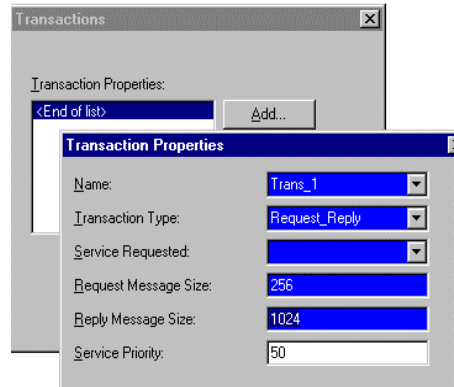 Transactions
Transaction Properties:
<End of list>
Add...
Transaction Properties
Name: Trans_1
Transaction Type: Request_Reply
Service Requested:
Request Message Size: 256
Reply Message Size: 1024
Service Priority: 50